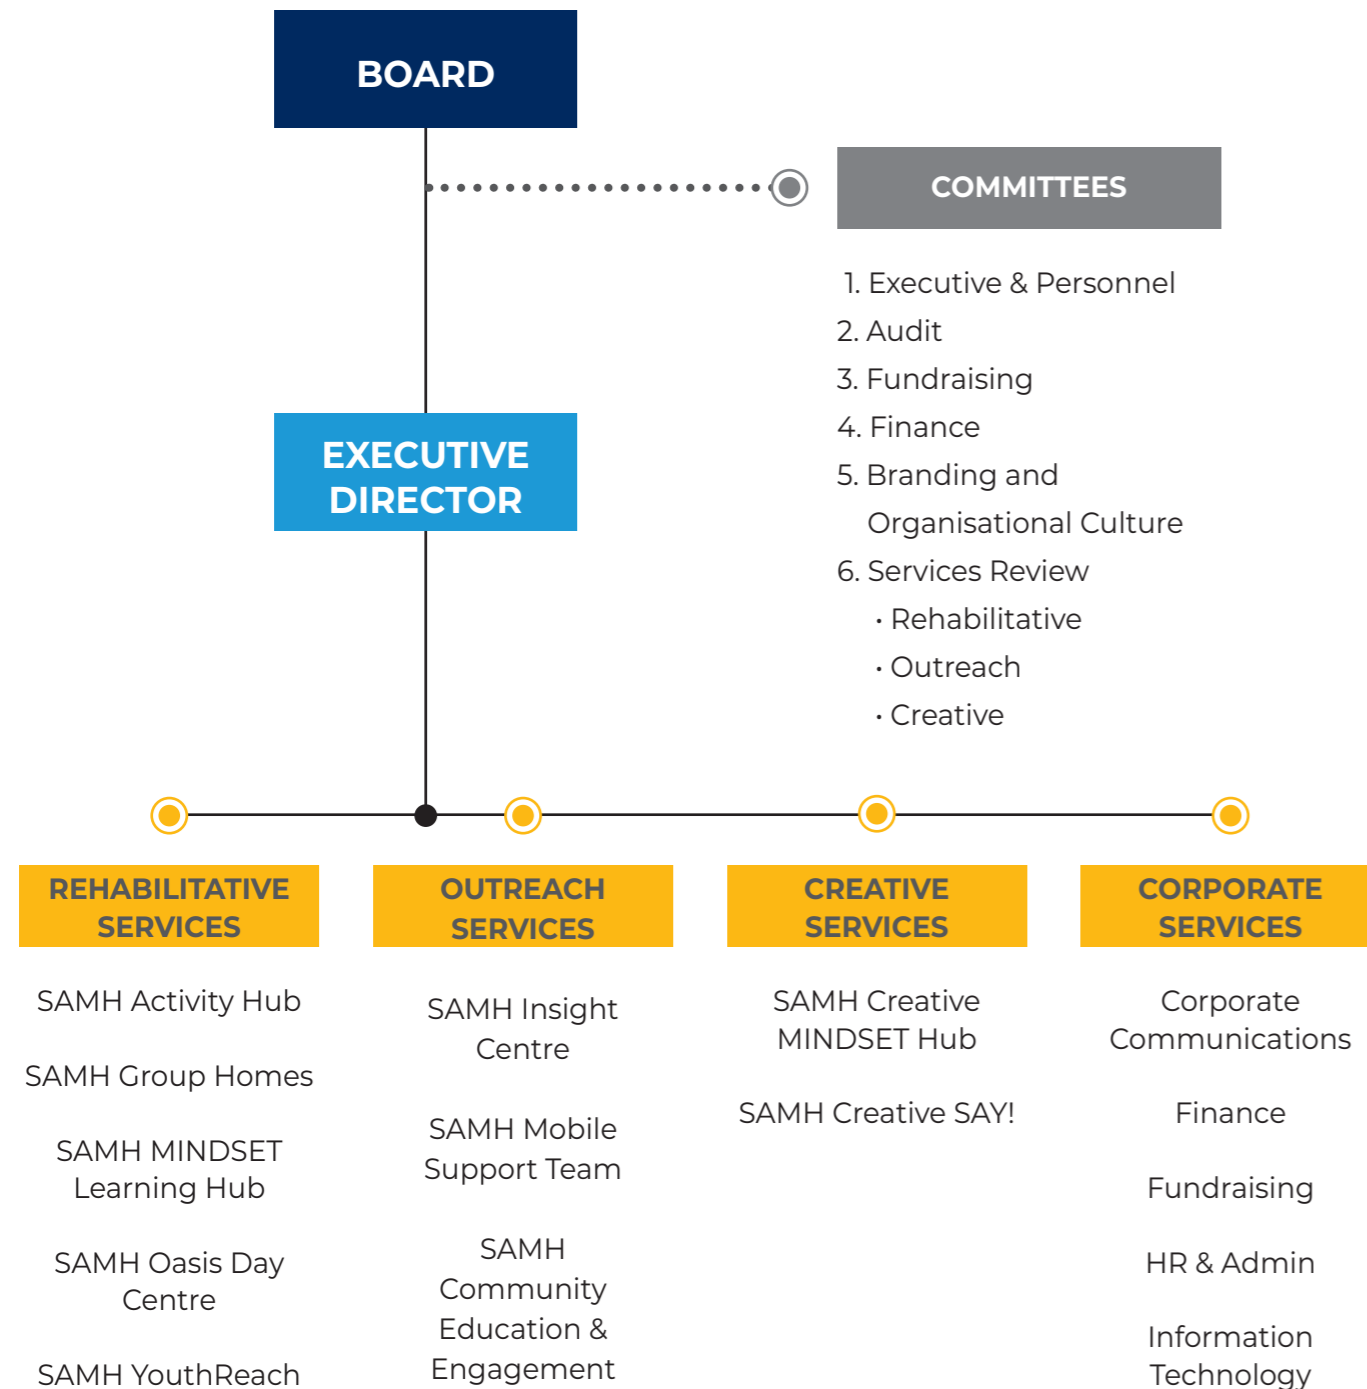 BOARD
COMMITTEES
1. Executive & Personnel
2. Audit
3. Fundraising
4. Finance
5. Branding and
Organisational Culture
6. Services Review
• Rehabilitative
• Outreach
• Creative
EXECUTIVE
DIRECTOR
REHABILITATIVE
SERVICES
SAMH Activity Hub
SAMH Group Homes
SAMH MINDSET
Learning Hub
SAMH Oasis Day
Centre
SAMH YouthReach
OUTREACH
SERVICES
SAMH Insight
Centre
SAMH Mobile
Support Team
SAMH
Community
Education &
Engagement
CREATIVE
SERVICES
SAMH Creative
MINDSET Hub
SAMH Creative SAY!
CORPORATE
SERVICES
Corporate
Communications
Finance
Fundraising
HR & Admin
Information
Technology